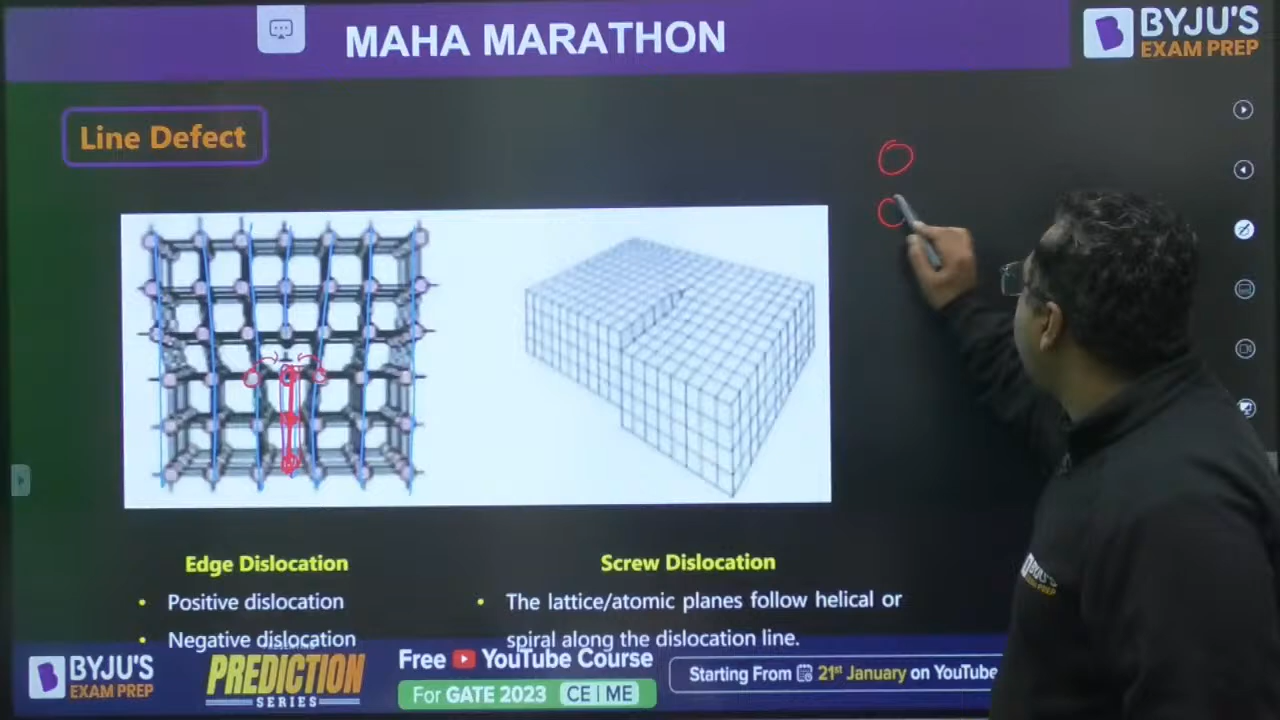 MAHA MARATHON
BYJU'S
EXAM PREP
Line Defect
Edge Dislocation
• Positive dislocation
• Negative dislocation
Screw Dislocation
• The lattice/atomic planes follow helical or
spiral along the dislocation line.
BYJU'S
EXAM PREP
PREDICTION
SERIES
Free YouTube Course
For GATE 2023 CE | ME
Starting From 21st January on YouTube
BYJU'S